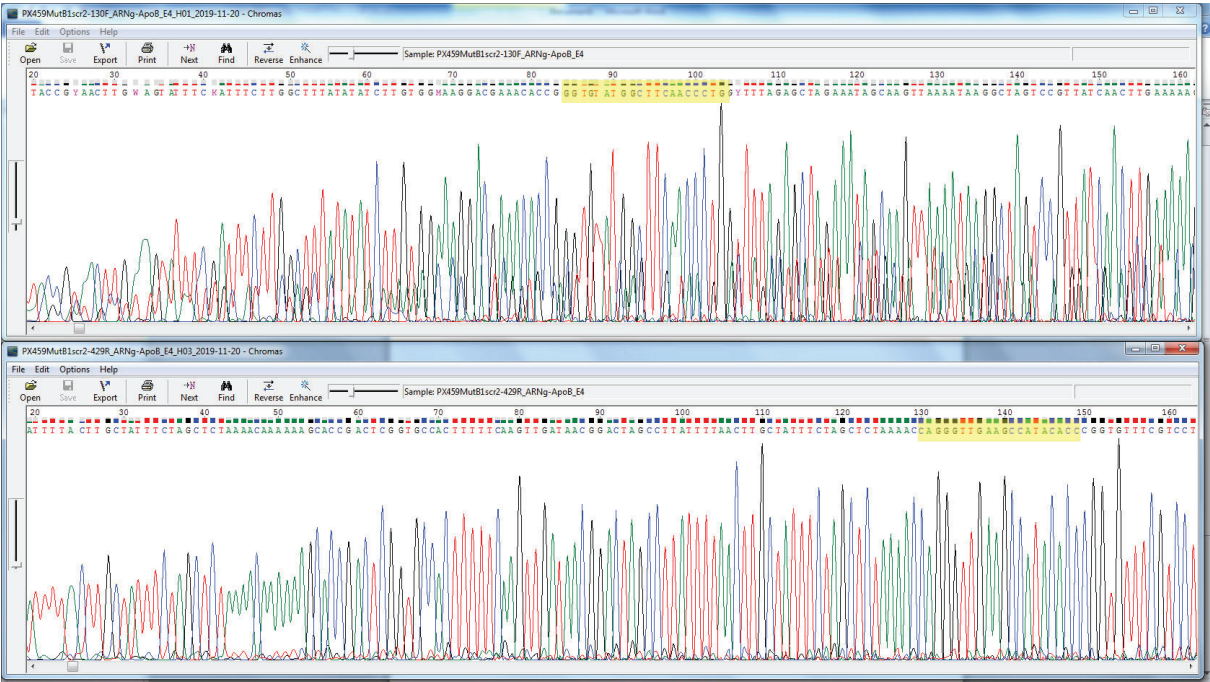 PX459MutB1scr2-130F_ARNg-ApoB_E4_H01_2019-11-20 - Chromas
File Edit Options Help
Open Save Export Print Next Find Reverse Enhance Sample: PX459MutB1scr2-130F_ARNg-ApoB_E4
20 30 40 50 60 70 80 90 100 110 120 130 140 150 160
TACCGYAACTTGWAGTATTTCKATTTCTTGGCTTTATATATCTTGTGGMAAGGACGAAACACCGGGTGTATGGCTTCAACCCTGGYTTTAGAGCTAGAAATAGCAAGTTAAAATAAGGCTAGTCCGTTATCAACTTGAAAAA
PX459MutB1scr2-429R_ARNg-ApoB_E4_H03_2019-11-20 - Chromas
File Edit Options Help
Open Save Export Print Next Find Reverse Enhance Sample: PX459MutB1scr2-429R_ARNg-ApoB_E4
20 30 40 50 60 70 80 90 100 110 120 130 140 150 160
ATTTTACTTGCTATTTCTAGCTCTAAAACAAAAAAGCACCGACTCGGTGCCACTTTTTCAAGTTGATAACGGACTAGCCTTATTTTAACTTGCTATTTCTAGCTCTAAAACCAGGGTTGAAGCCATACACCCGGTGTTTCGTCCT